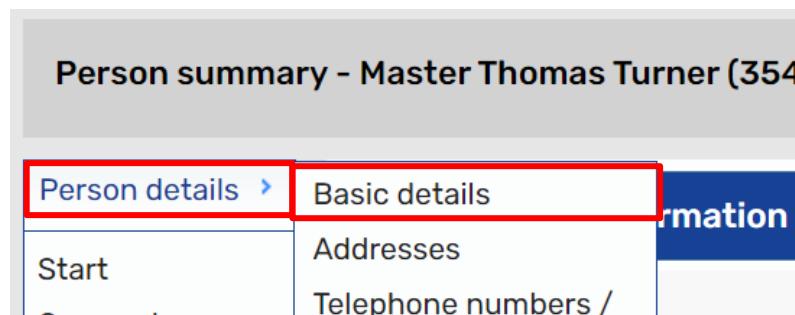 Person summary - Master Thomas Turner (354
Person details >
Basic details
rmation
Addresses
Start
Telephone numbers /